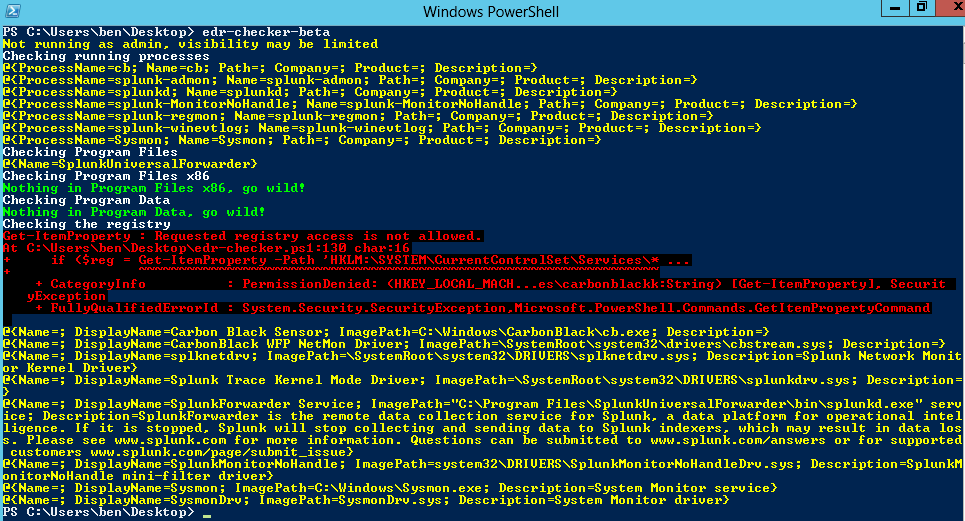 Windows PowerShell
PS C:\Users\ben\Desktop> edr-checker-beta
Not running as admin, visibility may be limited
Checking running processes
@{ProcessName=cb; Name=cb; Path=; Company=; Product=; Description=}
@{ProcessName=splunk-admon; Name=splunk-admon; Path=; Company=; Product=; Description=}
@{ProcessName=splunkd; Name=splunkd; Path=; Company=; Product=; Description=}
@{ProcessName=splunk-MonitorNoHandle; Name=splunk-MonitorNoHandle; Path=; Company=; Product=; Description=}
@{ProcessName=splunk-regmon; Name=splunk-regmon; Path=; Company=; Product=; Description=}
@{ProcessName=splunk-winevtlog; Name=splunk-winevtlog; Path=; Company=; Product=; Description=}
@{ProcessName=Sysmon; Name=Sysmon; Path=; Company=; Product=; Description=}
Checking Program Files
@{Name=SplunkUniversalForwarder}
Checking Program Files x86
Nothing in Program Files x86, go wild!
Checking Program Data
Nothing in Program Data, go wild!
Checking the registry
Get-ItemProperty : Requested registry access is not allowed.
At C:\Users\ben\Desktop\edr-checker.ps1:130 char:16
+     if ($reg = Get-ItemProperty -Path 'HKLM:\SYSTEM\CurrentControlSet\Services\* ...
+                ~~~~~~~~~~~~~~~~~~~~~~~~~~~~~~~~~~~~~~~~~~~~~~~~~~~~~~~~~~~~~~~~~
    + CategoryInfo          : PermissionDenied: (HKEY_LOCAL_MACH...es\carbonblackk:String) [Get-ItemProperty], Securit
   yException
    + FullyQualifiedErrorId : System.Security.SecurityException,Microsoft.PowerShell.Commands.GetItemPropertyCommand
@{Name=; DisplayName=Carbon Black Sensor; ImagePath=C:\Windows\CarbonBlack\cb.exe; Description=}
@{Name=; DisplayName=CarbonBlack WFP NetMon Driver; ImagePath=\SystemRoot\system32\drivers\cbstream.sys; Description=}
@{Name=; DisplayName=splknetdrv; ImagePath=\SystemRoot\system32\DRIVERS\splknetdrv.sys; Description=Splunk Network Monit
or Kernel Driver}
@{Name=; DisplayName=Splunk Trace Kernel Mode Driver; ImagePath=\SystemRoot\system32\DRIVERS\splunkdrv.sys; Description=
}
@{Name=; DisplayName=SplunkForwarder Service; ImagePath="C:\Program Files\SplunkUniversalForwarder\bin\splunkd.exe" serv
ice; Description=SplunkForwarder is the remote data collection service for Splunk, a data platform for operational intel
ligence. If it is stopped, Splunk will stop collecting and sending data to Splunk indexers, which may result in data los
s. Please see www.splunk.com for more information. Questions can be submitted to www.splunk.com/answers or for supported
 customers www.splunk.com/page/submit_issue}
@{Name=; DisplayName=SplunkMonitorNoHandle; ImagePath=system32\DRIVERS\SplunkMonitorNoHandleDrv.sys; Description=SplunkM
onitorNoHandle mini-filter driver}
@{Name=; DisplayName=Sysmon; ImagePath=C:\Windows\Sysmon.exe; Description=System Monitor service}
@{Name=; DisplayName=SysmonDrv; ImagePath=SysmonDrv.sys; Description=System Monitor driver}
PS C:\Users\ben\Desktop> _